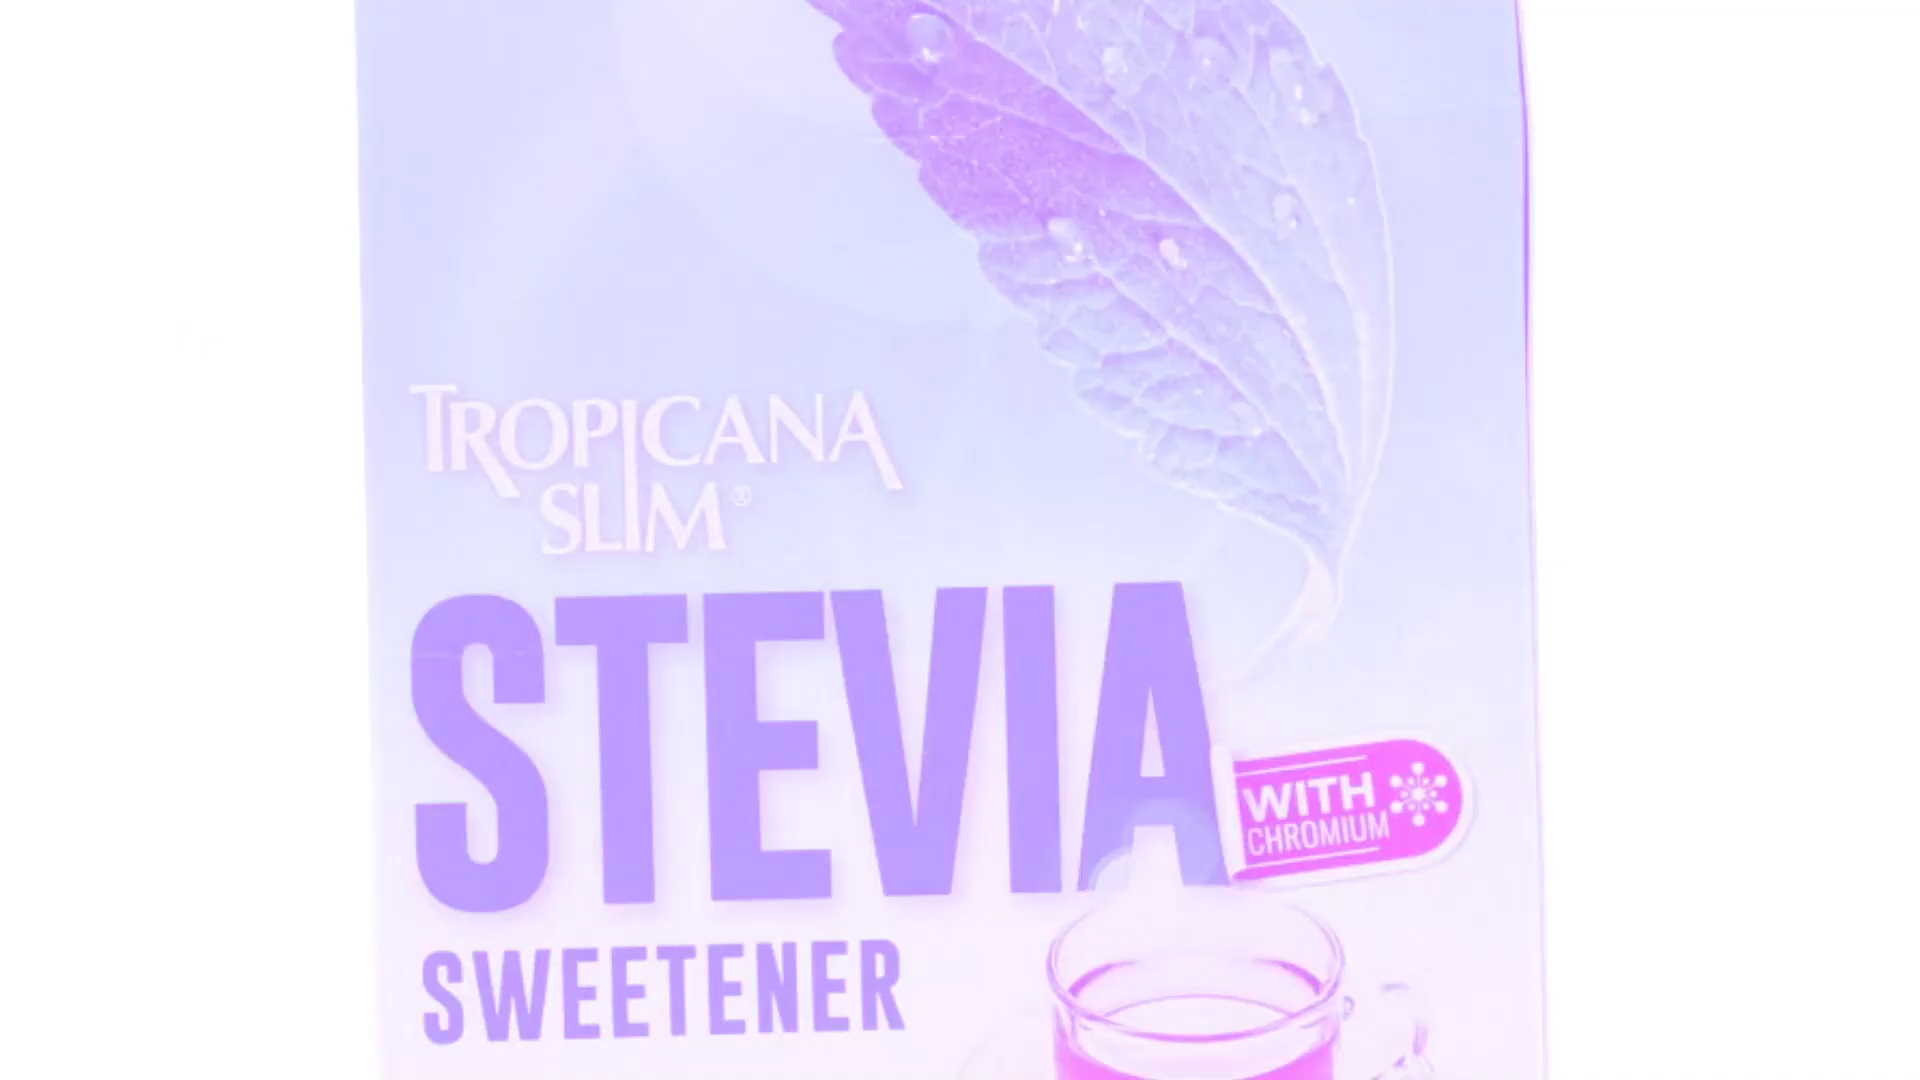 TROPICANA
SLIM®
STEVIA
WITH
CHROMIUM
SWEETENER